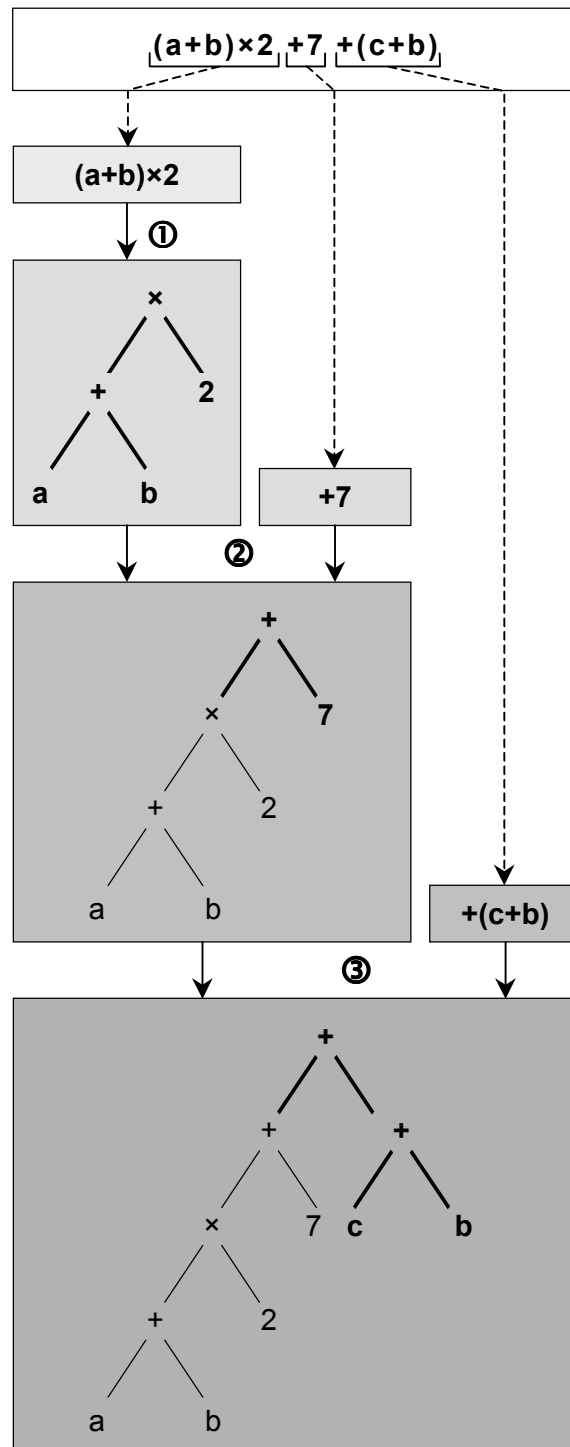 (a+b)×2 +7 +(c+b)
(a+b)×2
①
×
+ 2
a b
+7
②
+
× 7
+ 2
a b
+(c+b)
③
+
+ +
× 7 c b
+ 2
a b